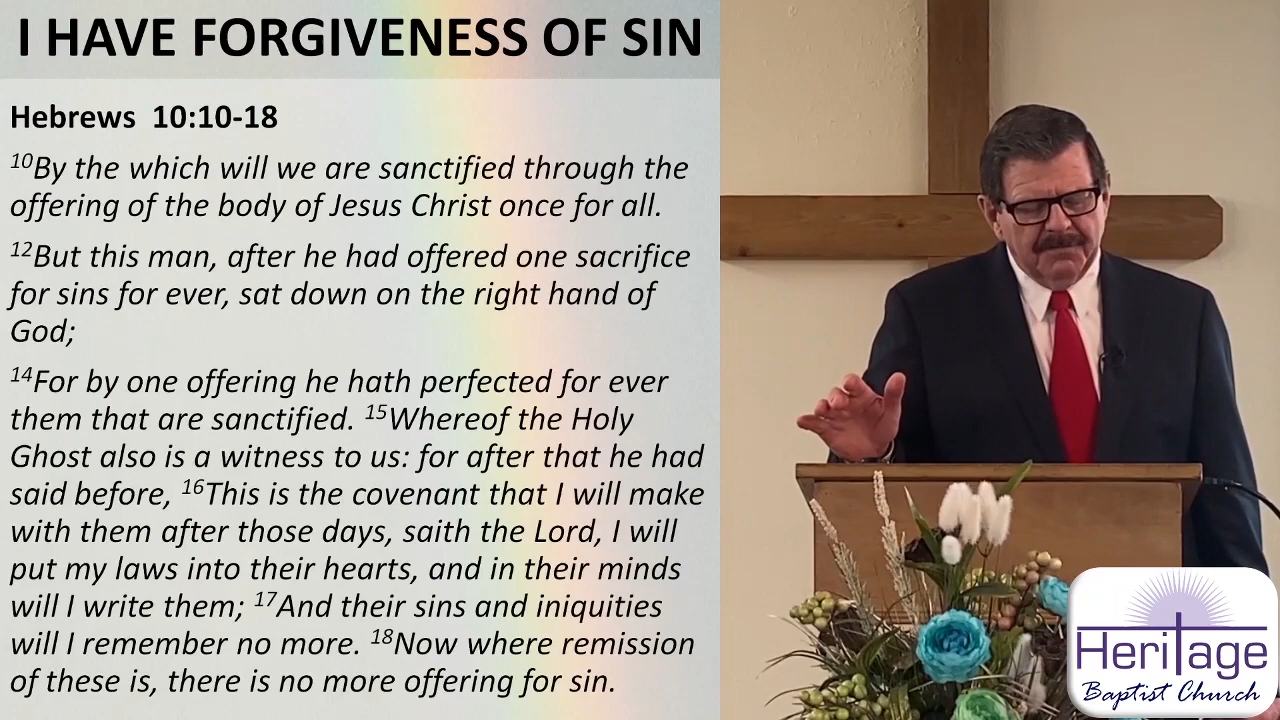 I HAVE FORGIVENESS OF SIN
Hebrews 10:10-18
¹⁰By the which will we are sanctified through the
offering of the body of Jesus Christ once for all.
¹²But this man, after he had offered one sacrifice
for sins for ever, sat down on the right hand of
God;
¹⁴For by one offering he hath perfected for ever
them that are sanctified. ¹⁵Whereof the Holy
Ghost also is a witness to us: for after that he had
said before, ¹⁶This is the covenant that I will make
with them after those days, saith the Lord, I will
put my laws into their hearts, and in their minds
will I write them; ¹⁷And their sins and iniquities
will I remember no more. ¹⁸Now where remission
of these is, there is no more offering for sin.
Heritage
Baptist Church